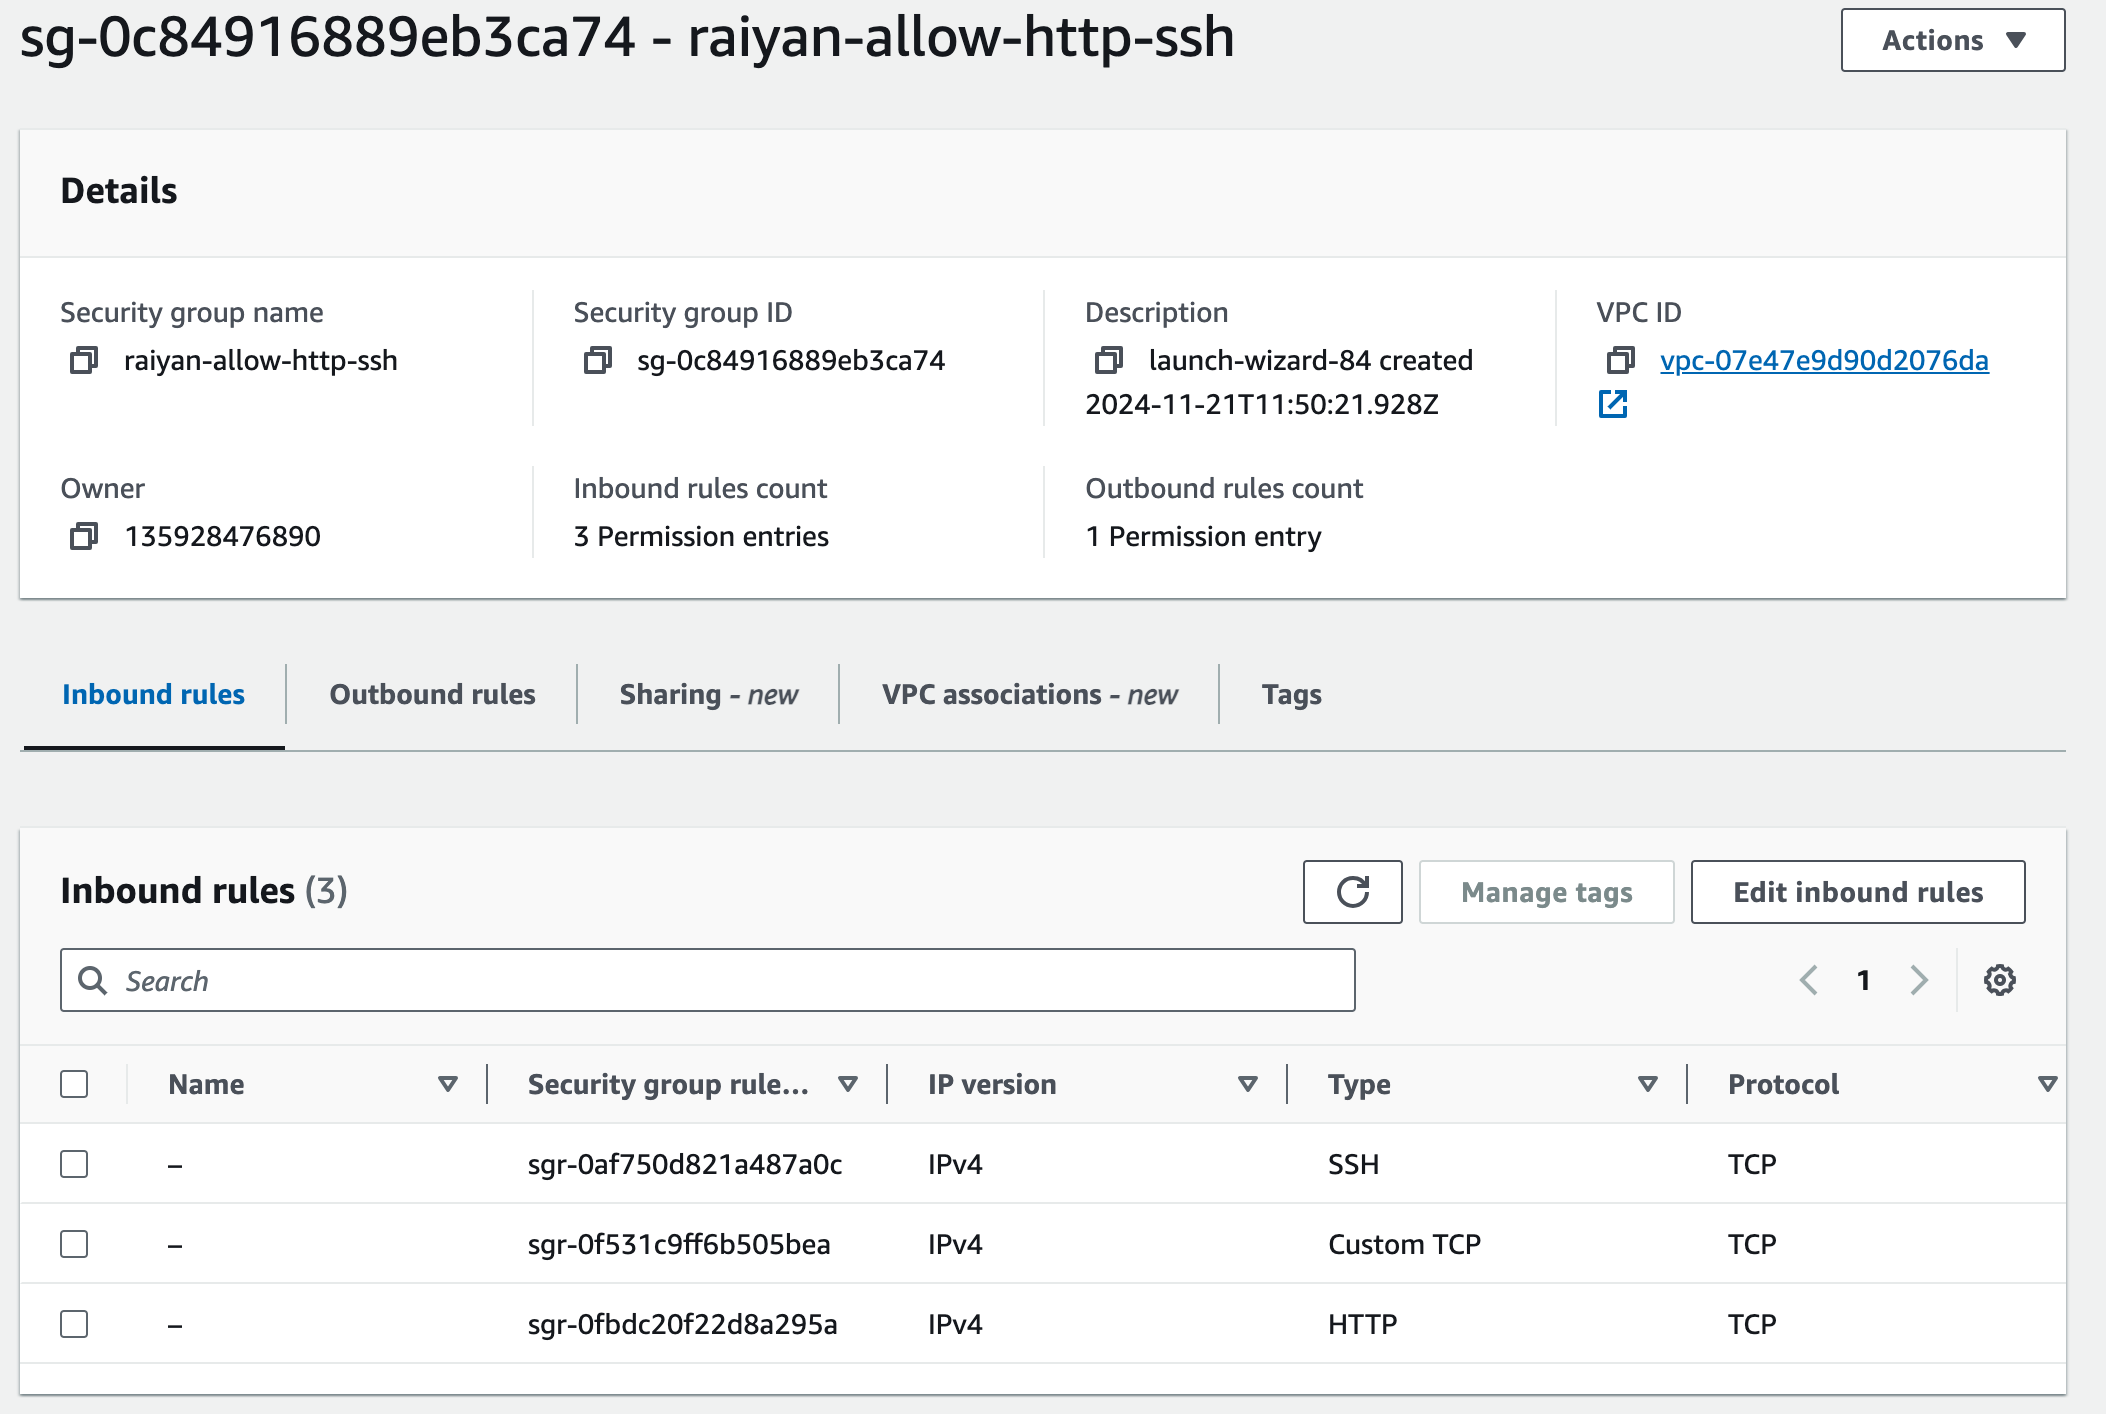 sg-0c84916889eb3ca74 - raiyan-allow-http-ssh
Actions
Details
Security group name
raiyan-allow-http-ssh
Security group ID
sg-0c84916889eb3ca74
Description
launch-wizard-84 created
2024-11-21T11:50:21.928Z
VPC ID
vpc-07e47e9d90d2076da
Owner
135928476890
Inbound rules count
3 Permission entries
Outbound rules count
1 Permission entry
Inbound rules
Outbound rules
Sharing - new
VPC associations - new
Tags
Inbound rules (3)
Manage tags
Edit inbound rules
Search
1
Name Security group rule... IP version Type Protocol
– sgr-0af750d821a487a0c IPv4 SSH TCP
– sgr-0f531c9ff6b505bea IPv4 Custom TCP TCP
– sgr-0fbdc20f22d8a295a IPv4 HTTP TCP